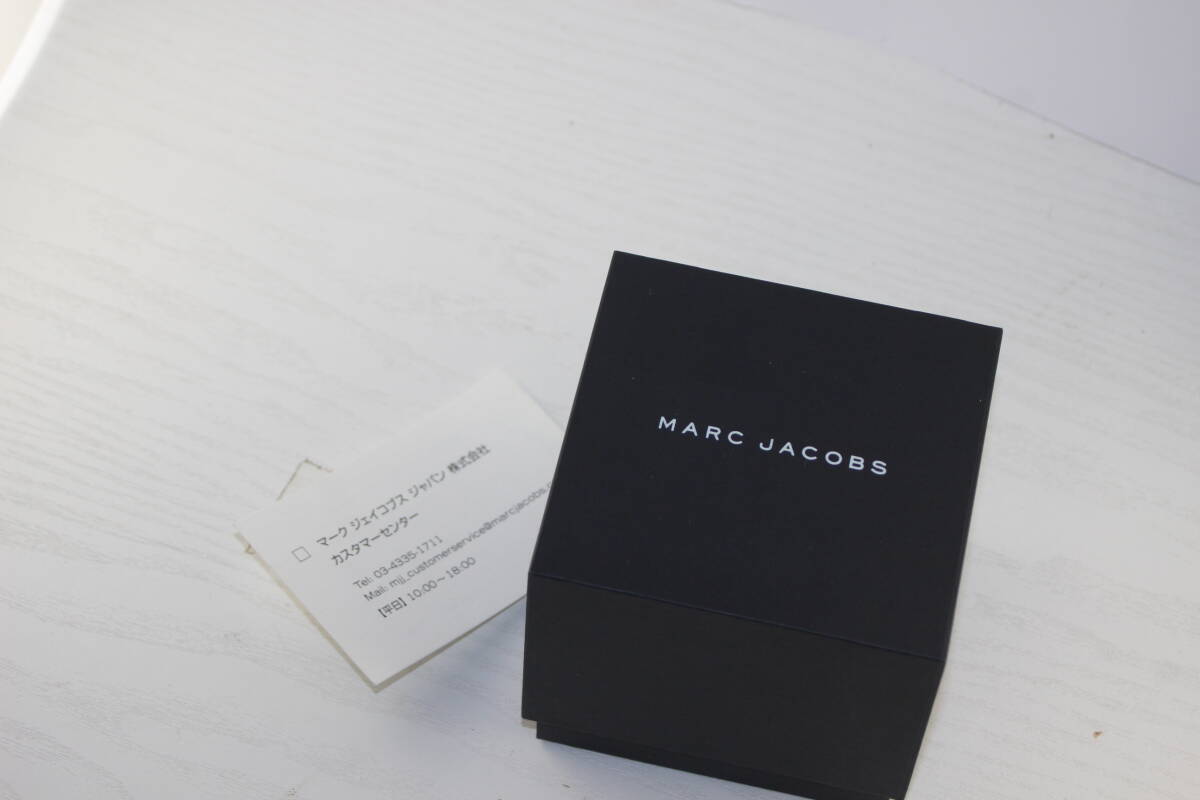 MARC JACOBS
□ マーク ジェイコブス ジャパン 株式会社
カスタマーセンター
Tel: 03-4335-1711
Mail: mjj_customerservice@marcjacobs.
【平日】10:00～18:00